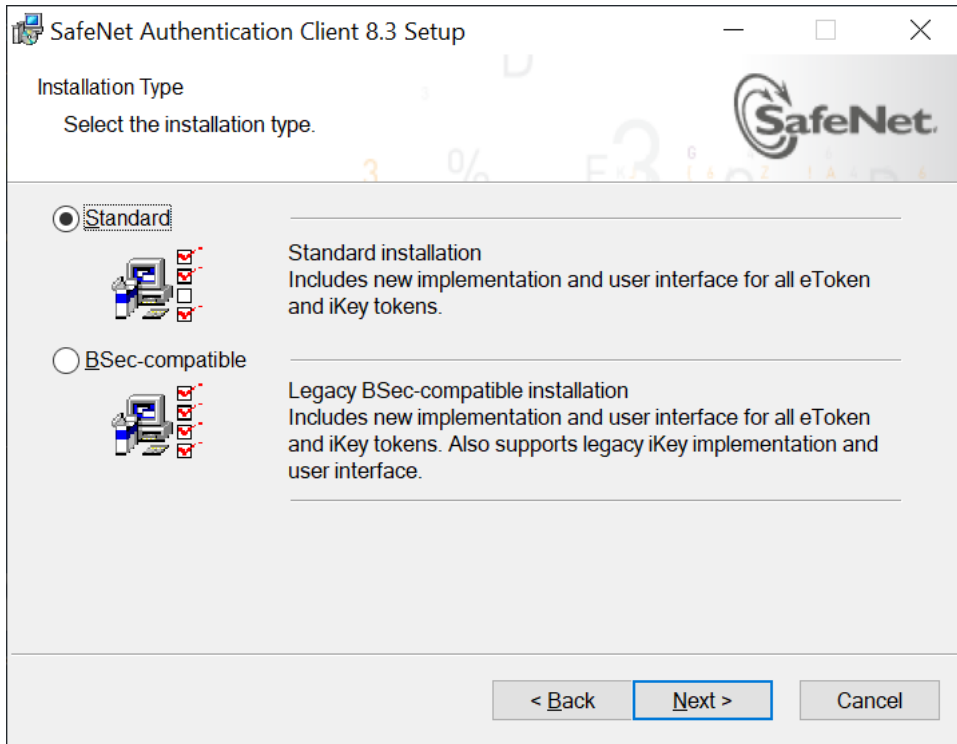 SafeNet Authentication Client 8.3 Setup
Installation Type
Select the installation type.
SafeNet.
Standard
Standard installation
Includes new implementation and user interface for all eToken
and iKey tokens.
BSec-compatible
Legacy BSec-compatible installation
Includes new implementation and user interface for all eToken
and iKey tokens. Also supports legacy iKey implementation and
user interface.
< Back
Next >
Cancel